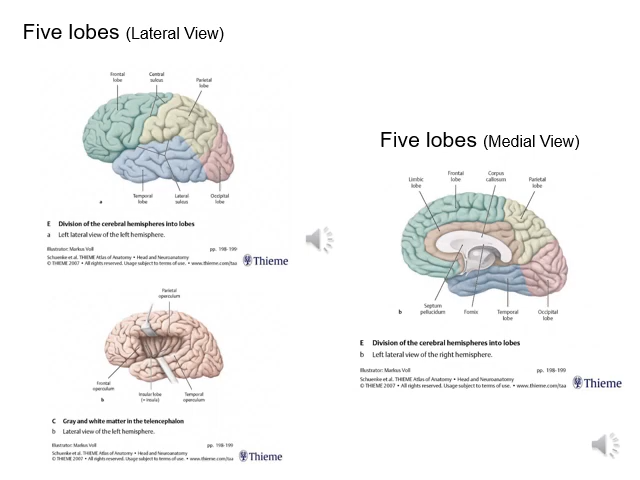 Five lobes (Lateral View)
Frontal lobe
Central sulcus
Parietal lobe
Temporal lobe
Lateral sulcus
Occipital lobe
a
E Division of the cerebral hemispheres into lobes
a Left lateral view of the left hemisphere.
Illustrator: Markus Voll pp. 198-199
Schuenke et al. THIEME Atlas of Anatomy • Head and Neuroanatomy
© THIEME 2007 • All rights reserved. Usage subject to terms of use. • www.thieme.com/taa
Thieme
Parietal operculum
Frontal operculum
Insular lobe (= insula)
Temporal operculum
b
C Gray and white matter in the telencephalon
b Lateral view of the left hemisphere.
Illustrator: Markus Voll pp. 198-199
Schuenke et al. THIEME Atlas of Anatomy • Head and Neuroanatomy
© THIEME 2007 • All rights reserved. Usage subject to terms of use. • www.thieme.com/taa
Thieme
Five lobes (Medial View)
Limbic lobe
Frontal lobe
Corpus callosum
Parietal lobe
Septum pellucidum
Fornix
Temporal lobe
Occipital lobe
b
E Division of the cerebral hemispheres into lobes
b Left lateral view of the right hemisphere.
Illustrator: Markus Voll pp. 198-199
Schuenke et al. THIEME Atlas of Anatomy • Head and Neuroanatomy
© THIEME 2007 • All rights reserved. Usage subject to terms of use. • www.thieme.com/taa
Thieme